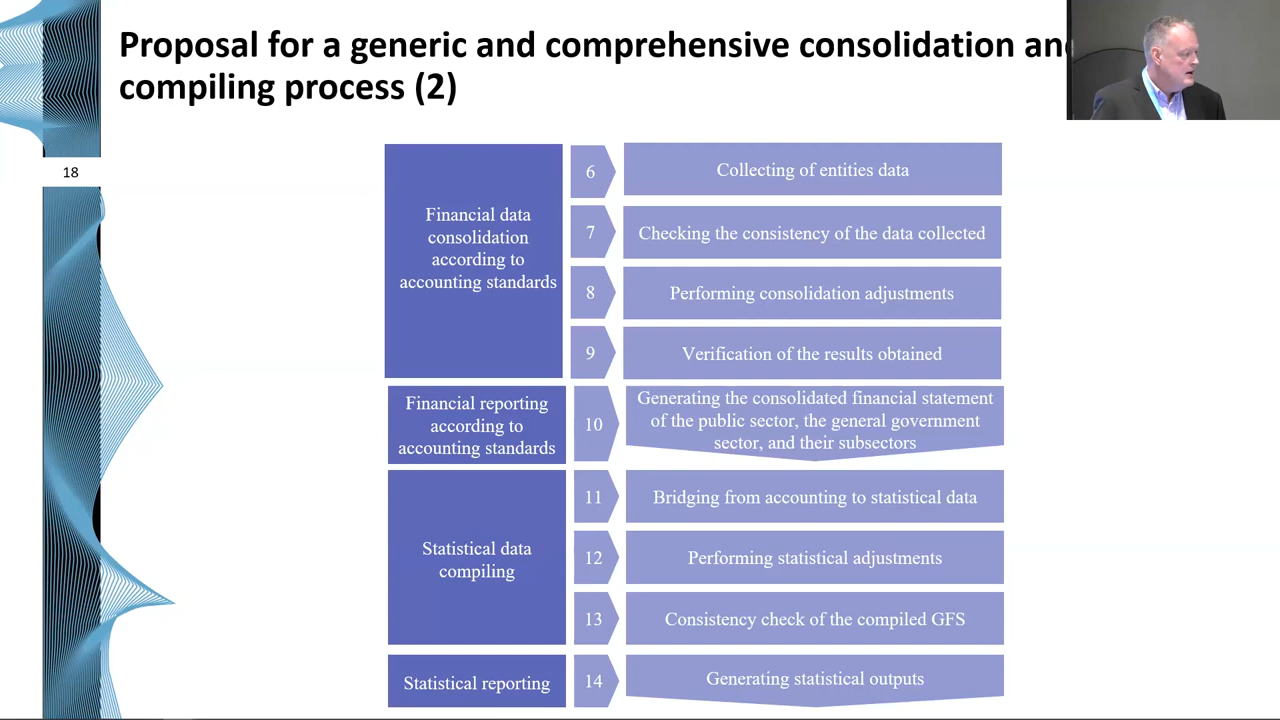 Proposal for a generic and comprehensive consolidation and
compiling process (2)
18
Financial data
consolidation
according to
accounting standards
6
Collecting of entities data
7
Checking the consistency of the data collected
8
Performing consolidation adjustments
9
Verification of the results obtained
Financial reporting
according to
accounting standards
10
Generating the consolidated financial statement
of the public sector, the general government
sector, and their subsectors
Statistical data
compiling
11
Bridging from accounting to statistical data
12
Performing statistical adjustments
13
Consistency check of the compiled GFS
Statistical reporting
14
Generating statistical outputs